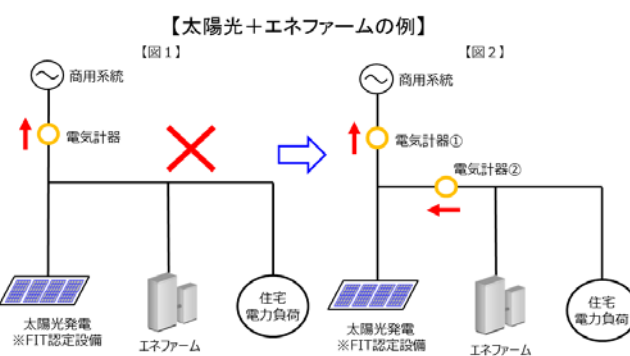 【太陽光＋エネファームの例】
【図１】
商用系統
電気計器
太陽光発電
※FIT認定設備
エネファーム
住宅
電力負荷
【図２】
商用系統
電気計器①
電気計器②
太陽光発電
※FIT認定設備
エネファーム
住宅
電力負荷